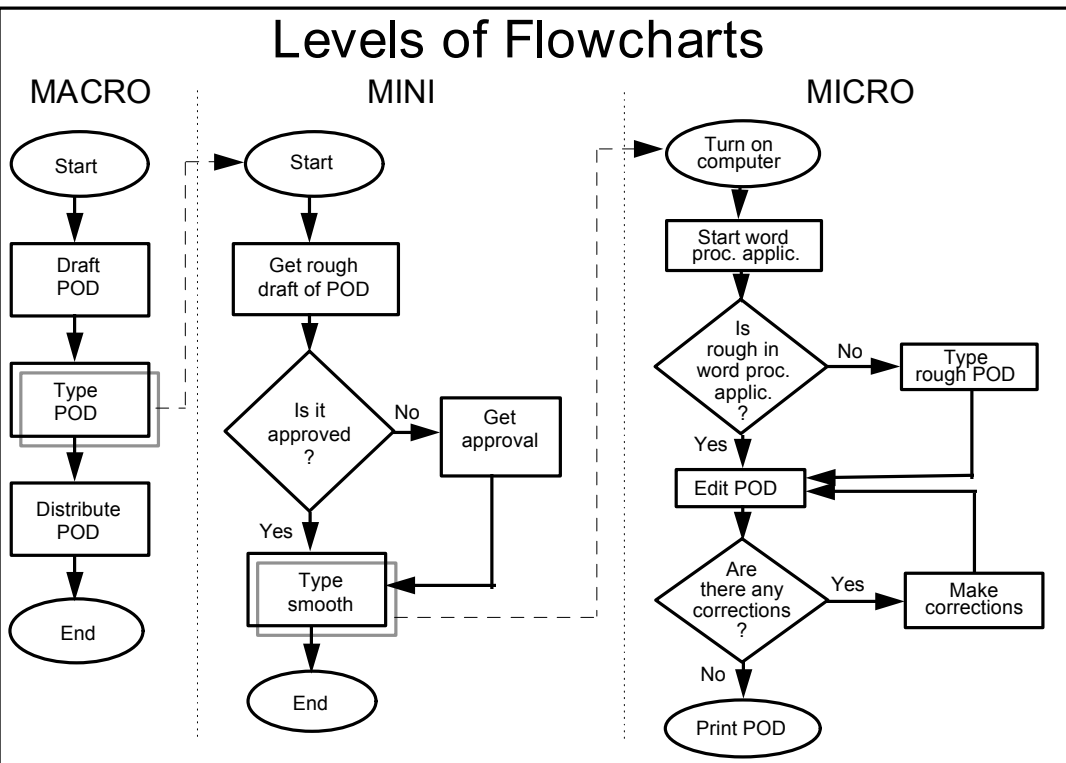 Levels of Flowcharts
MACRO
Start
Draft
POD
Type
POD
Distribute
POD
End
MINI
Start
Get rough
draft of POD
Is it
approved
?
No
Get
approval
Yes
Type
smooth
End
MICRO
Turn on
computer
Start word
proc. applic.
Is
rough in
word proc.
applic.
?
No
Type
rough POD
Yes
Edit POD
Are
there any
corrections
?
Yes
Make
corrections
No
Print POD